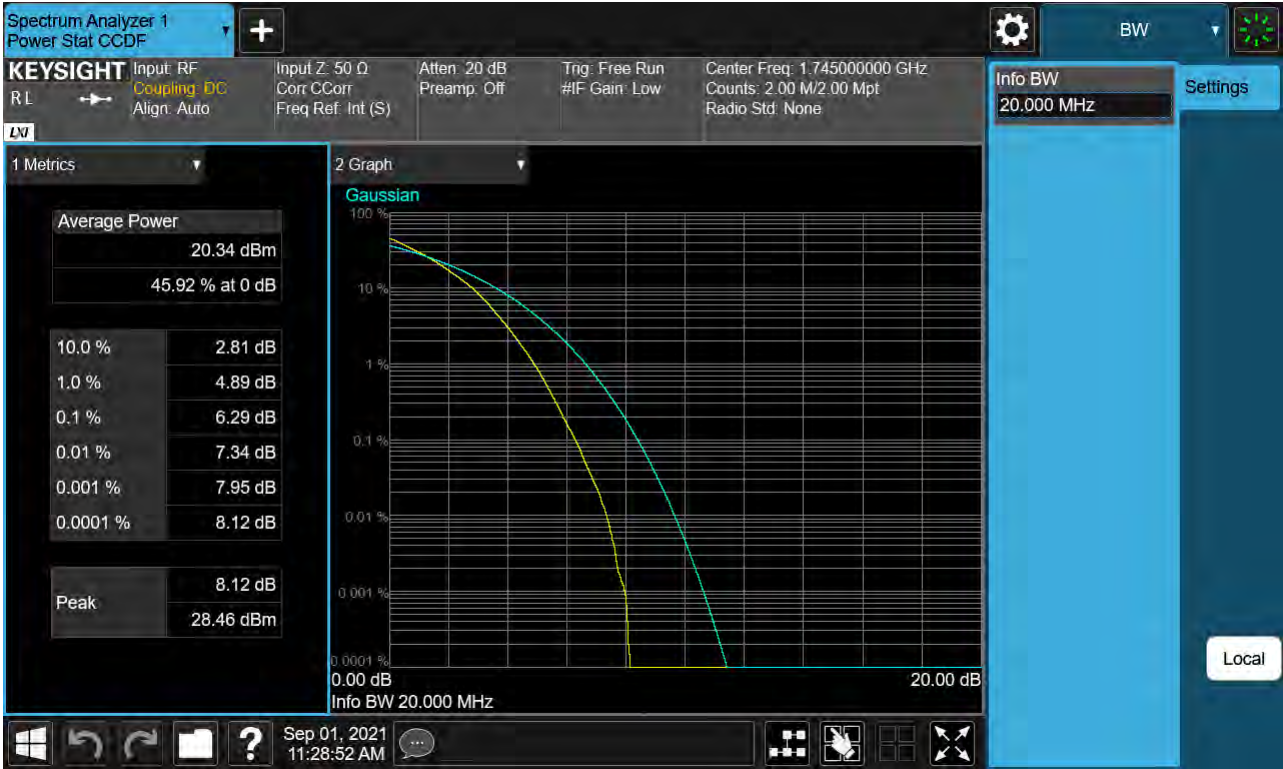 Spectrum Analyzer 1
Power Stat CCDF
+
BW
KEYSIGHT
RL
LXI
Input: RF
Coupling: DC
Align: Auto
Input Z: 50 Ω
Corr CCorr
Freq Ref: Int (S)
Atten: 20 dB
Preamp: Off
Trig: Free Run
#IF Gain: Low
Center Freq: 1.745000000 GHz
Counts: 2.00 M/2.00 Mpt
Radio Std: None
Info BW
20.000 MHz
Settings
1 Metrics
Average Power
20.34 dBm
45.92 % at 0 dB
10.0 % 2.81 dB
1.0 % 4.89 dB
0.1 % 6.29 dB
0.01 % 7.34 dB
0.001 % 7.95 dB
0.0001 % 8.12 dB
Peak
8.12 dB
28.46 dBm
2 Graph
Gaussian
100 %
10 %
1 %
0.1 %
0.01 %
0.001 %
0.0001 %
0.00 dB 20.00 dB
Info BW 20.000 MHz
Local
?
Sep 01, 2021
11:28:52 AM